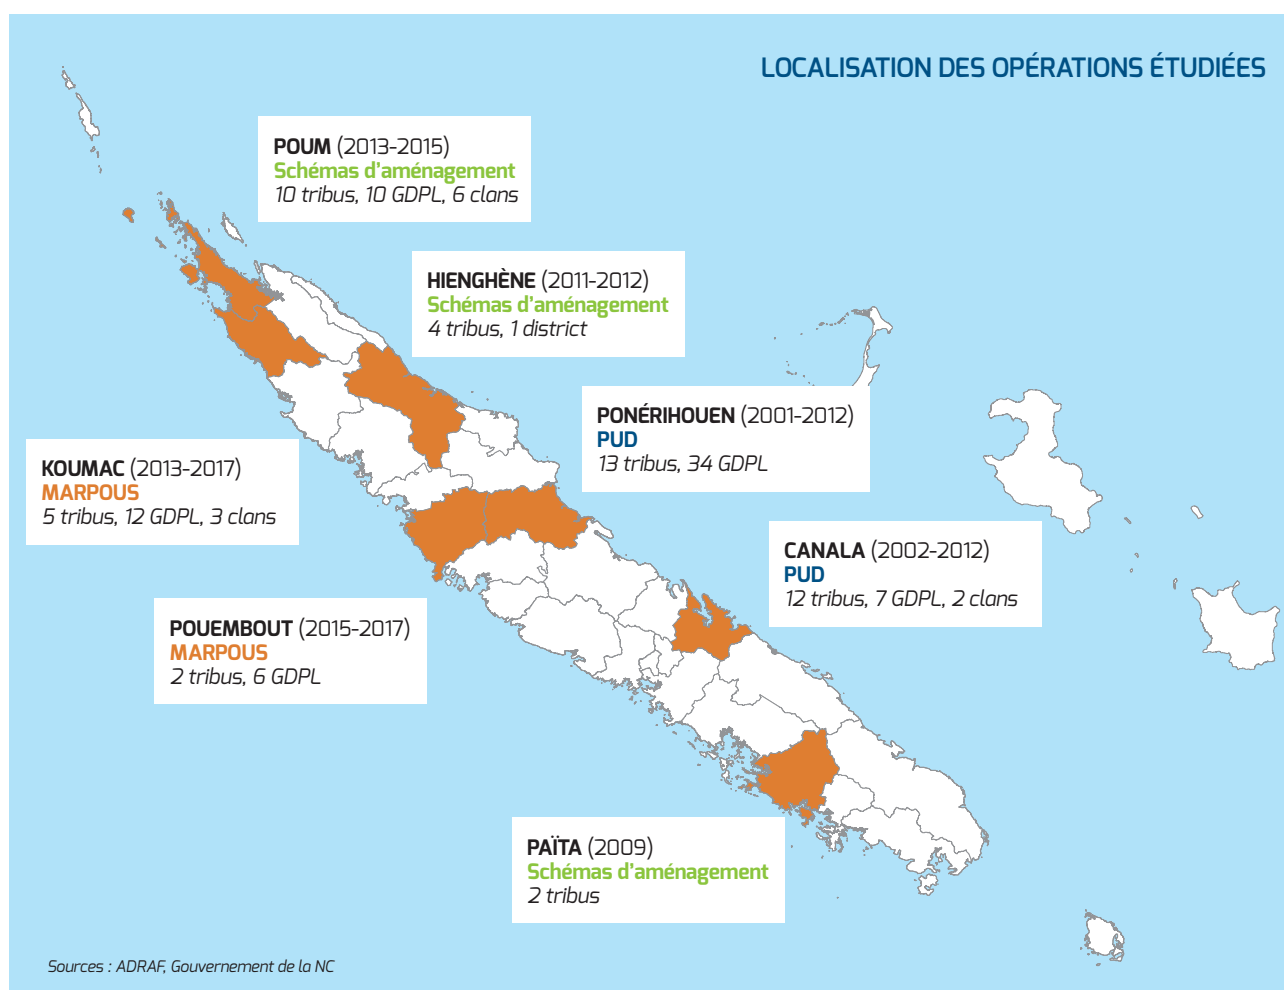 LOCALISATION DES OPÉRATIONS ÉTUDIÉES
POUM (2013-2015)
Schémas d'aménagement
10 tribus, 10 GDPL, 6 clans
HIENGHÈNE (2011-2012)
Schémas d'aménagement
4 tribus, 1 district
PONÉRIHOUEN (2001-2012)
PUD
13 tribus, 34 GDPL
KOUMAC (2013-2017)
MARPOUS
5 tribus, 12 GDPL, 3 clans
CANALA (2002-2012)
PUD
12 tribus, 7 GDPL, 2 clans
POUEMBOUT (2015-2017)
MARPOUS
2 tribus, 6 GDPL
PAÏTA (2009)
Schémas d'aménagement
2 tribus
Sources : ADRAF, Gouvernement de la NC